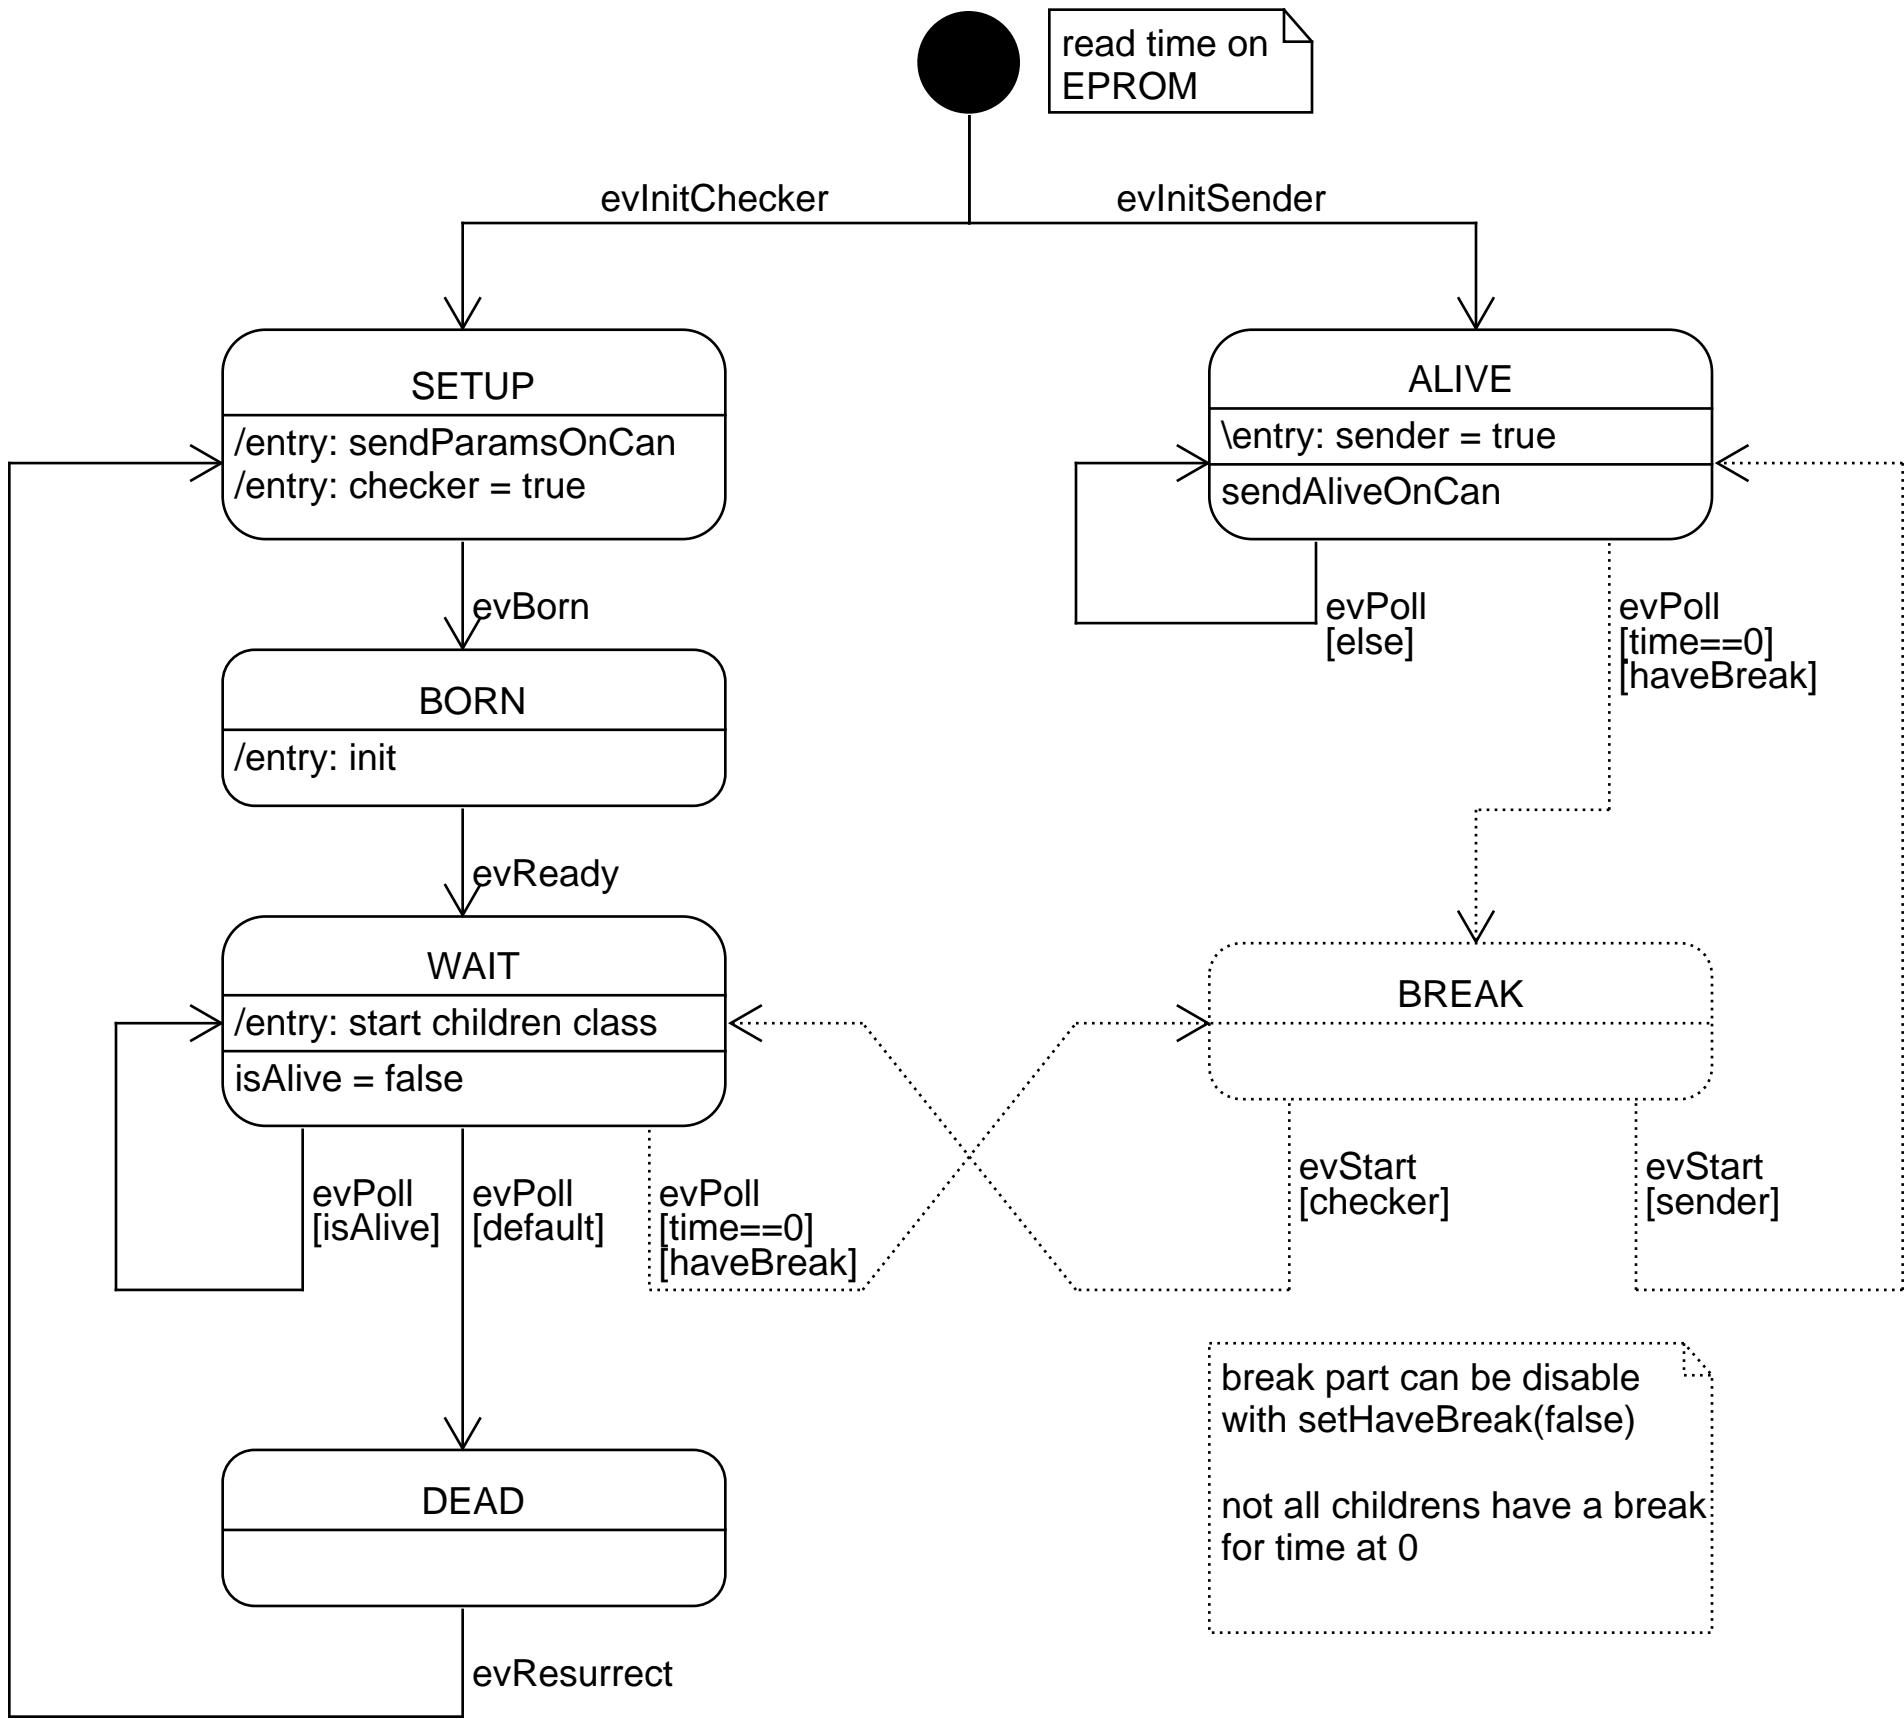 read time on
EPROM
evInitChecker
evInitSender
SETUP
/entry: sendParamsOnCan
/entry: checker = true
ALIVE
\entry: sender = true
sendAliveOnCan
evBorn
evPoll
[else]
evPoll
[time==0]
[haveBreak]
BORN
/entry: init
evReady
WAIT
/entry: start children class
isAlive = false
BREAK
evPoll
[isAlive]
evPoll
[default]
evPoll
[time==0]
[haveBreak]
evStart
[checker]
evStart
[sender]
break part can be disable
with setHaveBreak(false)
not all childrens have a break
for time at 0
DEAD
evResurrect